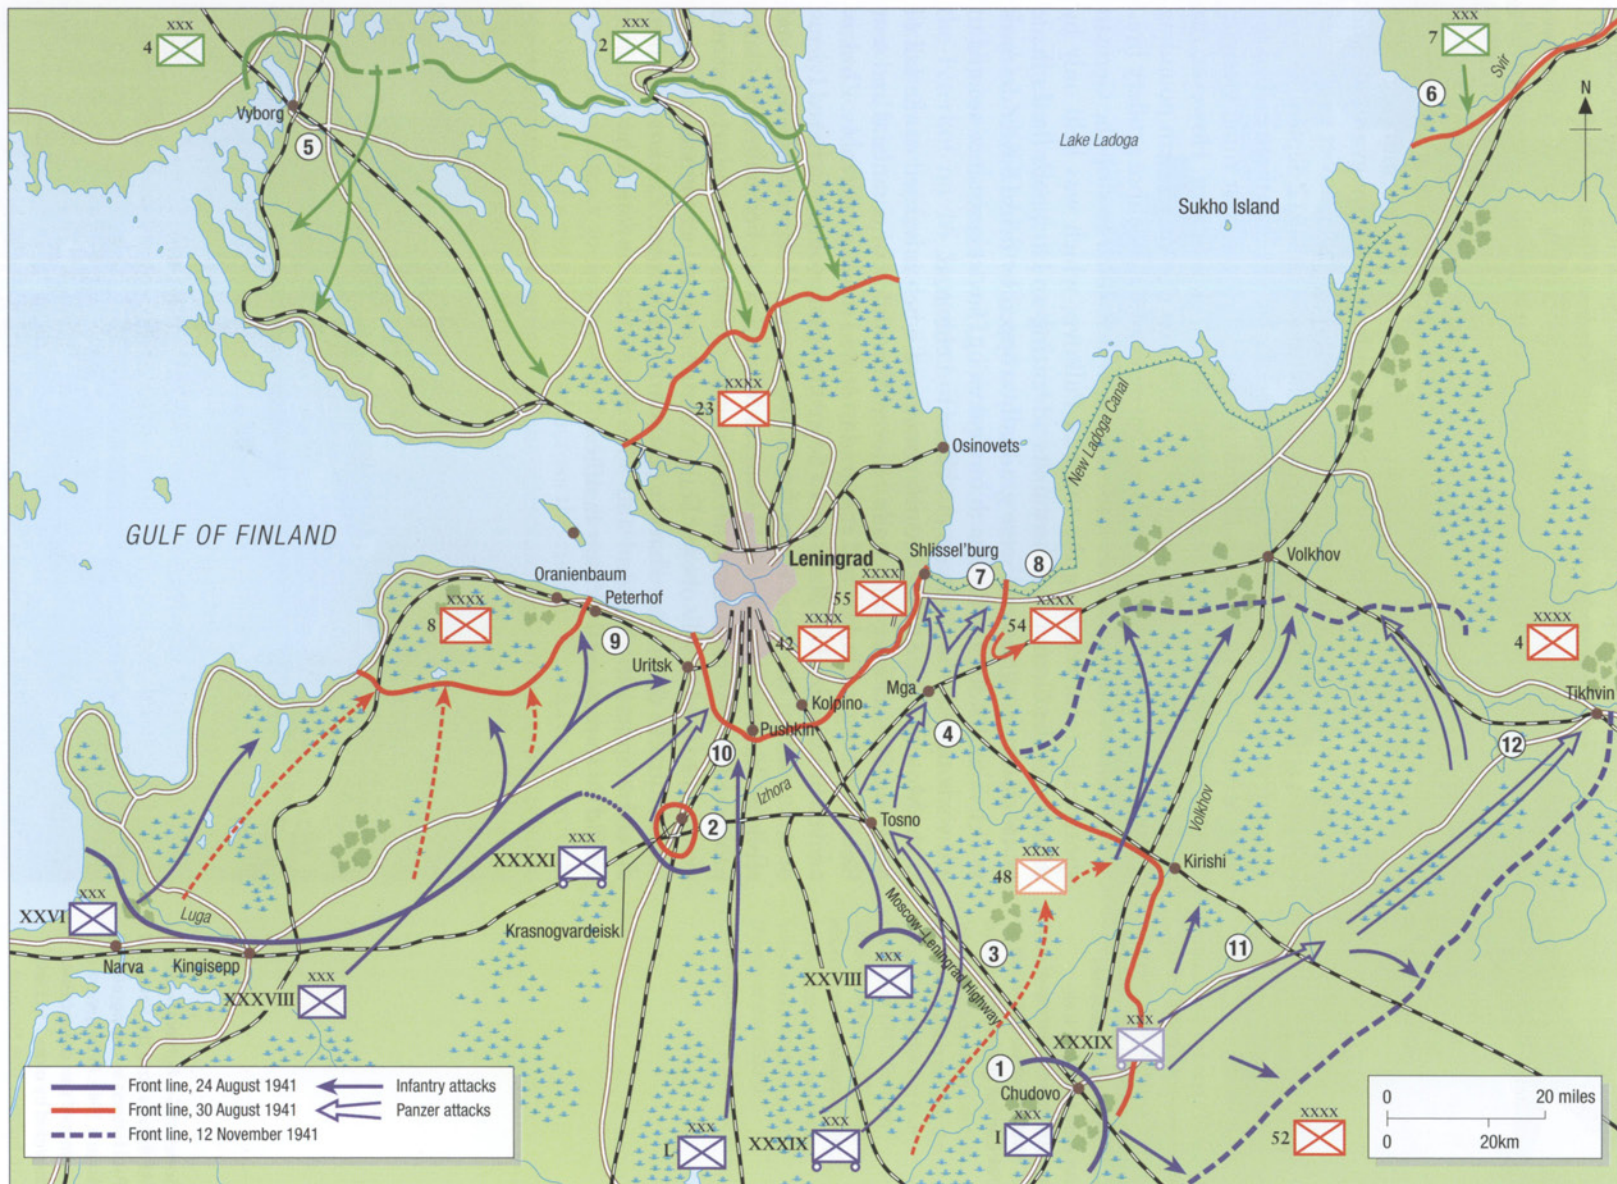 XXX
4
XXX
2
XXX
7
Svir
6
N
Vyborg
5
Lake Ladoga
Sukho Island
XXXX
23
Osinovets
New Ladoga Canal
GULF OF FINLAND
Leningrad
Shlissel'burg
7
8
Volkhov
Oranienbaum
Peterhof
XXXX
8
9
XXXX
55
XXXX
42
XXXX
54
XXXX
4
Uritsk
Mga
Kolpino
Tikhvin
Pushkin
4
12
10
Izhora
2
Tosno
Volkhov
XXX
XXXXI
XXXX
48
Kirishi
XXX
XXVI
Luga
Krasnogvardeisk
Moscow-Leningrad Highway
3
11
Narva
Kingisepp
XXX
XXXVIII
XXX
XXVIII
XXX
XXXIX
1
Chudovo
Front line, 24 August 1941
Infantry attacks
Front line, 30 August 1941
Panzer attacks
Front line, 12 November 1941
XXX
L
XXX
XXXIX
XXX
I
XXXX
52
0
20 miles
0
20km